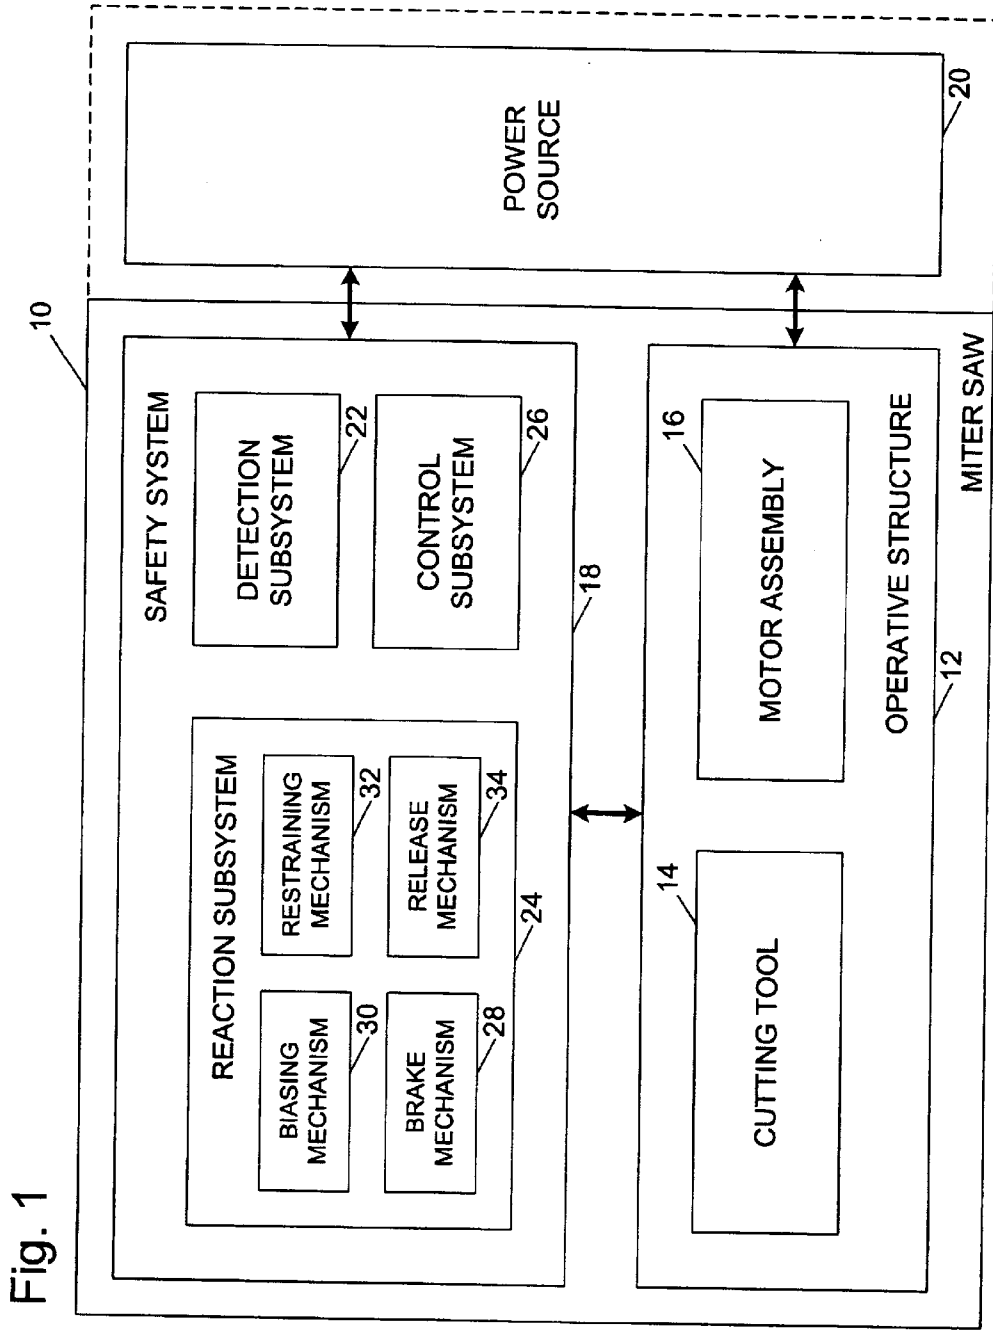 Fig. 1
10
SAFETY SYSTEM
REACTION SUBSYSTEM
BIASING
MECHANISM
30
RESTRAINING
MECHANISM
32
BRAKE
MECHANISM
28
RELEASE
MECHANISM
34
24
DETECTION
SUBSYSTEM
22
CONTROL
SUBSYSTEM
26
18
14
CUTTING TOOL
16
MOTOR ASSEMBLY
OPERATIVE STRUCTURE
12
MITER SAW
POWER
SOURCE
20